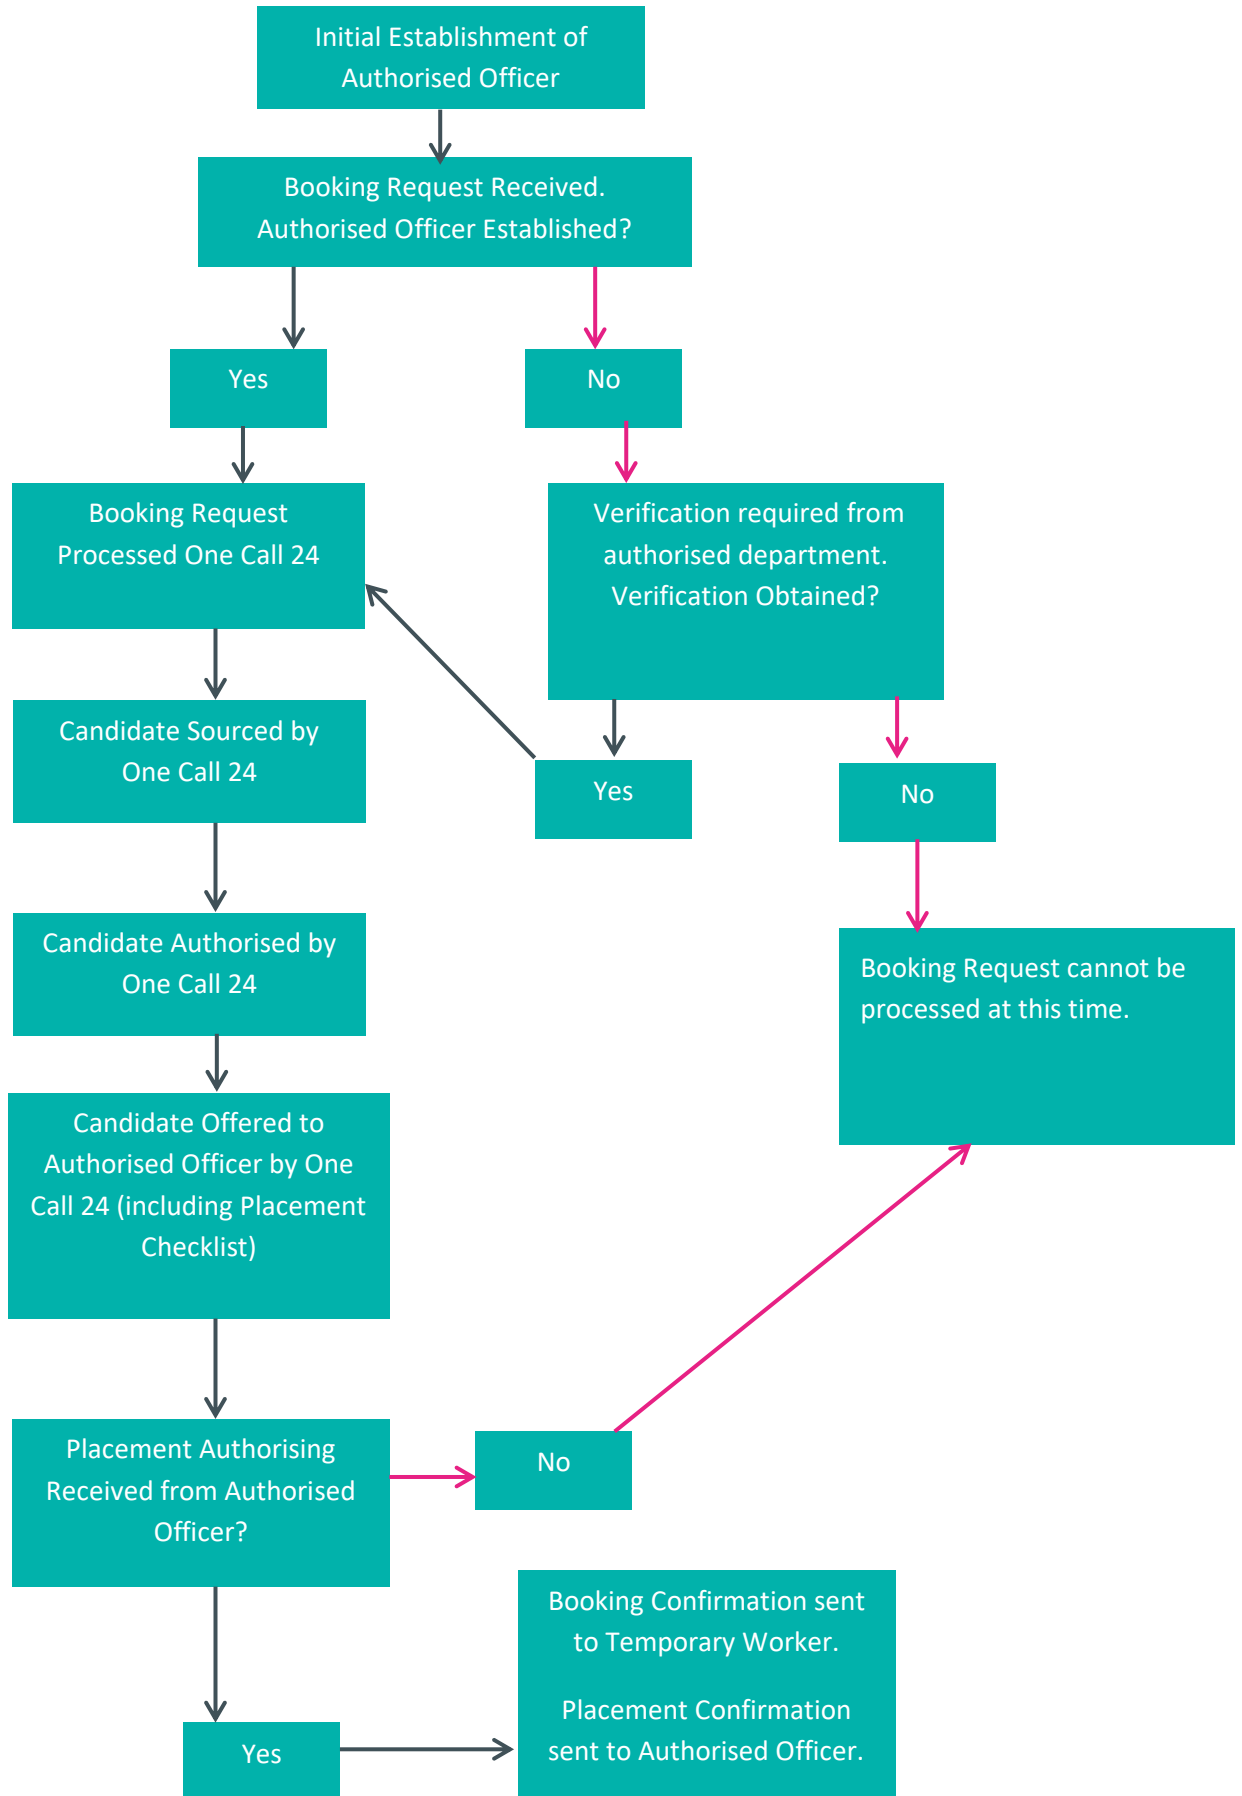 Initial Establishment of
Authorised Officer
Booking Request Received.
Authorised Officer Established?
Yes
No
Booking Request
Processed One Call 24
Verification required from
authorised department.
Verification Obtained?
Candidate Sourced by
One Call 24
Yes
No
Candidate Authorised by
One Call 24
Booking Request cannot be
processed at this time.
Candidate Offered to
Authorised Officer by One
Call 24 (including Placement
Checklist)
Placement Authorising
Received from Authorised
Officer?
No
Booking Confirmation sent
to Temporary Worker.
Placement Confirmation
sent to Authorised Officer.
Yes